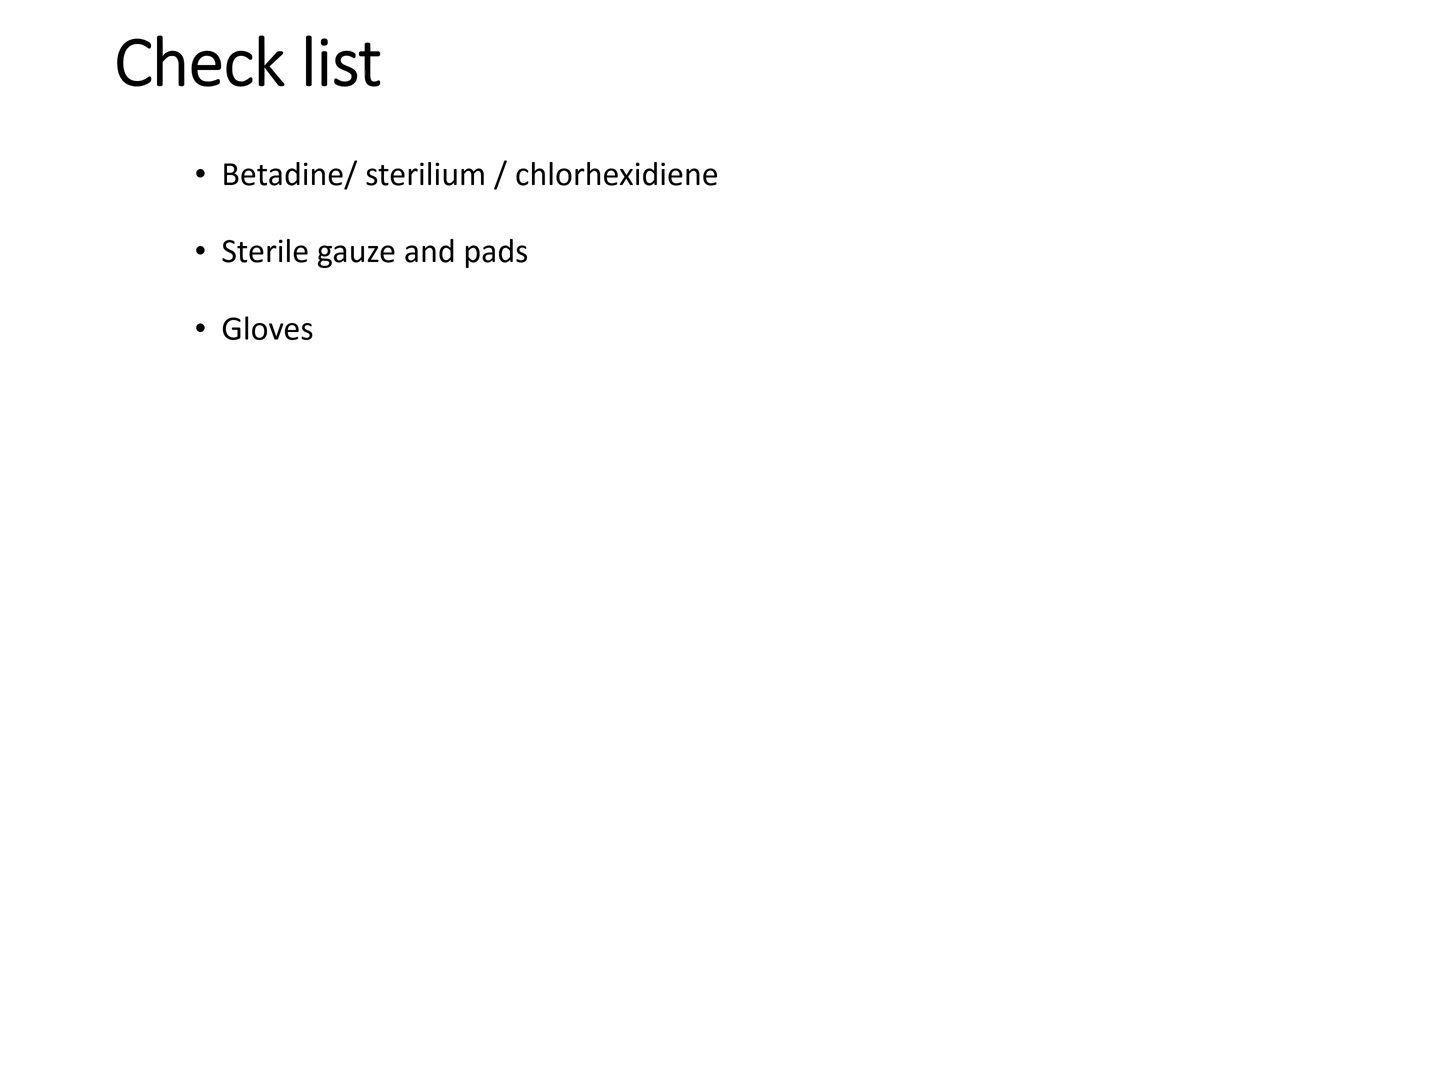 Check list
• Betadine/ sterilium / chlorhexidiene
• Sterile gauze and pads
• Gloves